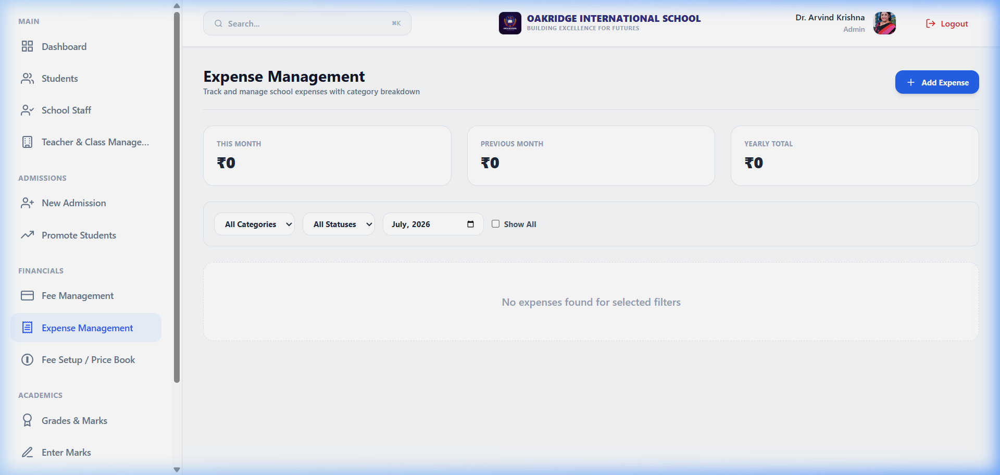 MAIN
Dashboard
Students
School Staff
Teacher & Class Manage...
ADMISSIONS
New Admission
Promote Students
FINANCIALS
Fee Management
Expense Management
Fee Setup / Price Book
ACADEMICS
Grades & Marks
Enter Marks
Search...
⌘K
OAKRIDGE INTERNATIONAL SCHOOL
BUILDING EXCELLENCE FOR FUTURES
Dr. Arvind Krishna
Admin
Logout
Expense Management
Track and manage school expenses with category breakdown
Add Expense
THIS MONTH
₹0
PREVIOUS MONTH
₹0
YEARLY TOTAL
₹0
All Categories
All Statuses
July, 2026
Show All
No expenses found for selected filters